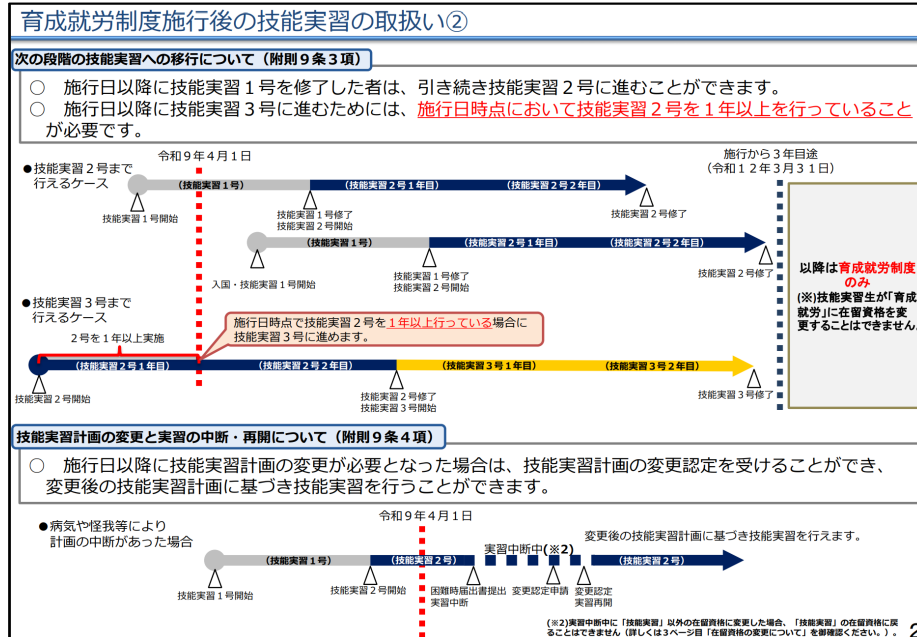 育成就労制度施行後の技能実習の取扱い②
次の段階の技能実習への移行について（附則９条３項）
○　施行日以降に技能実習１号を修了した者は、引き続き技能実習２号に進むことができます。
○　施行日以降に技能実習３号に進むためには、施行日時点において技能実習２号を１年以上を行っていること
が必要です。
令和９年４月１日
施行から３年目途
（令和１２年３月３１日）
●技能実習２号まで
行えるケース
（技能実習１号）
（技能実習２号１年目）
（技能実習２号２年目）
技能実習１号開始
技能実習１号修了
技能実習２号開始
技能実習２号修了
（技能実習１号）
（技能実習２号１年目）
（技能実習２号２年目）
入国・技能実習１号開始
技能実習１号修了
技能実習２号開始
技能実習２号修了
以降は育成就労制度
のみ
(※)技能実習生が「育成
就労」に在留資格を変
更することはできません。
●技能実習３号まで
行えるケース
２号を１年以上実施
施行日時点で技能実習２号を１年以上行っている場合に
技能実習３号に進めます。
（技能実習２号１年目）
（技能実習２号２年目）
（技能実習３号１年目）
（技能実習３号２年目）
技能実習２号開始
技能実習２号修了
技能実習３号開始
技能実習３号修了
技能実習計画の変更と実習の中断・再開について（附則９条４項）
○　施行日以降に技能実習計画の変更が必要となった場合は、技能実習計画の変更認定を受けることができ、
変更後の技能実習計画に基づき技能実習を行うことができます。
令和９年４月１日
●病気や怪我等により
計画の中断があった場合
実習中断中(※2)
変更後の技能実習計画に基づき技能実習を行えます。
（技能実習１号）
（技能実習２号）
（技能実習２号）
技能実習１号開始
技能実習２号開始
困難時届出書提出
実習中断
変更認定申請
変更認定
実習再開
(※2)実習中断中に「技能実習」以外の在留資格に変更した場合、「技能実習」の在留資格に戻
ることはできません（詳しくは３ページ目「在留資格の変更について」を御確認ください。）。
2